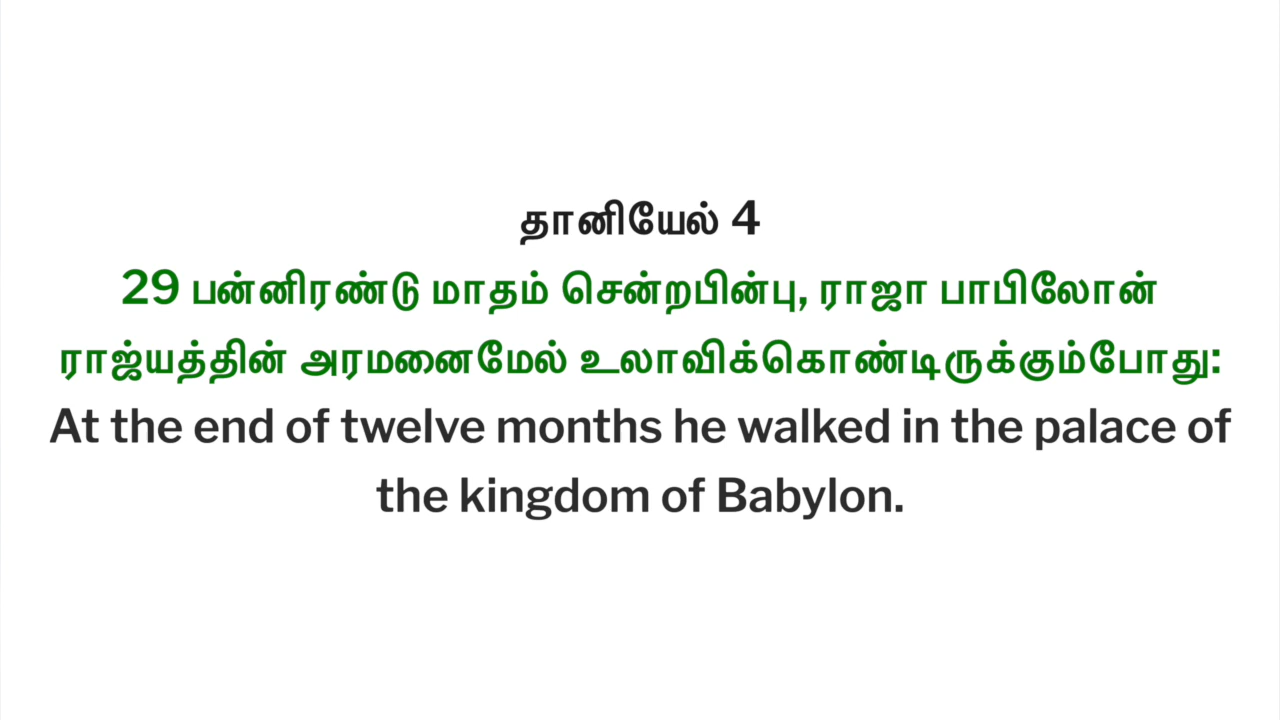 தானியேல் 4
29 பன்னிரண்டு மாதம் சென்றபின்பு, ராஜா பாபிலோன்
ராஜ்யத்தின் அரமனைமேல் உலாவிக்கொண்டிருக்கும்போது:
At the end of twelve months he walked in the palace of
the kingdom of Babylon.